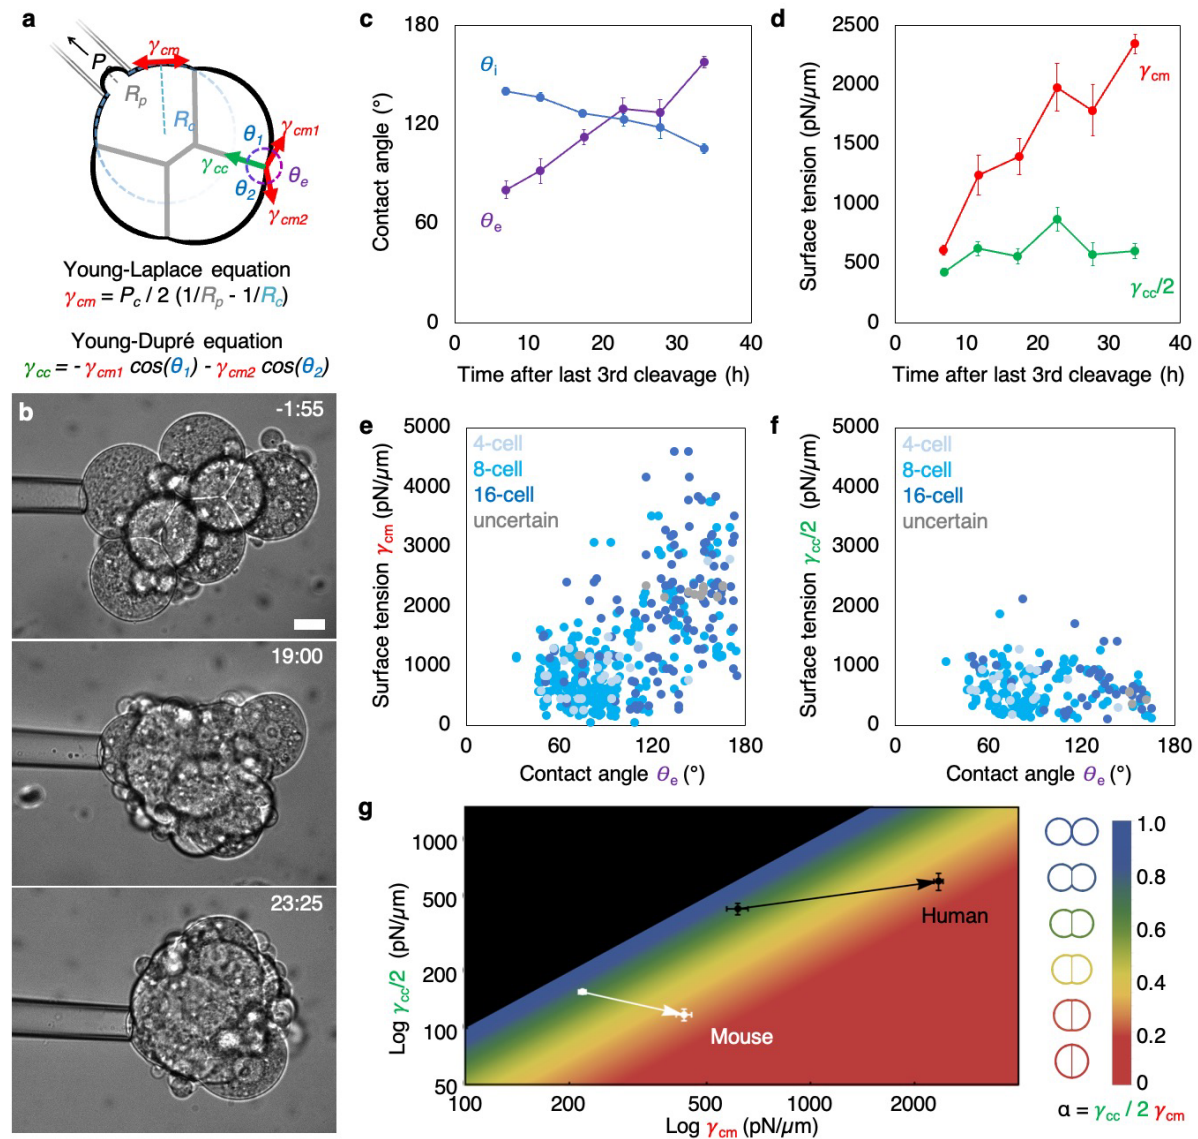 a
P
γcm
Rp
Rc
θ1
γcm1
γcc
θe
θ2
γcm2
Young-Laplace equation
γcm = Pc / 2 (1/Rp - 1/Rc)
Young-Dupré equation
γcc = - γcm1 cos(θ1) - γcm2 cos(θ2)
b
-1:55
19:00
23:25
c
Contact angle (°)
180
120
60
0
θi
θe
0 10 20 30 40
Time after last 3rd cleavage (h)
d
Surface tension (pN/µm)
2500
2000
1500
1000
500
0
γcm
γcc/2
0 10 20 30 40
Time after last 3rd cleavage (h)
e
Surface tension γcm (pN/µm)
5000
4000
3000
2000
1000
0
4-cell
8-cell
16-cell
uncertain
0 60 120 180
Contact angle θe (°)
f
Surface tension γcc/2 (pN/µm)
5000
4000
3000
2000
1000
0
4-cell
8-cell
16-cell
uncertain
0 60 120 180
Contact angle θe (°)
g
Log γcc/2 (pN/µm)
1000
500
200
100
50
Human
Mouse
100 200 500 1000 2000
Log γcm (pN/µm)
1.0
0.8
0.6
0.4
0.2
0
α = γcc / 2 γcm